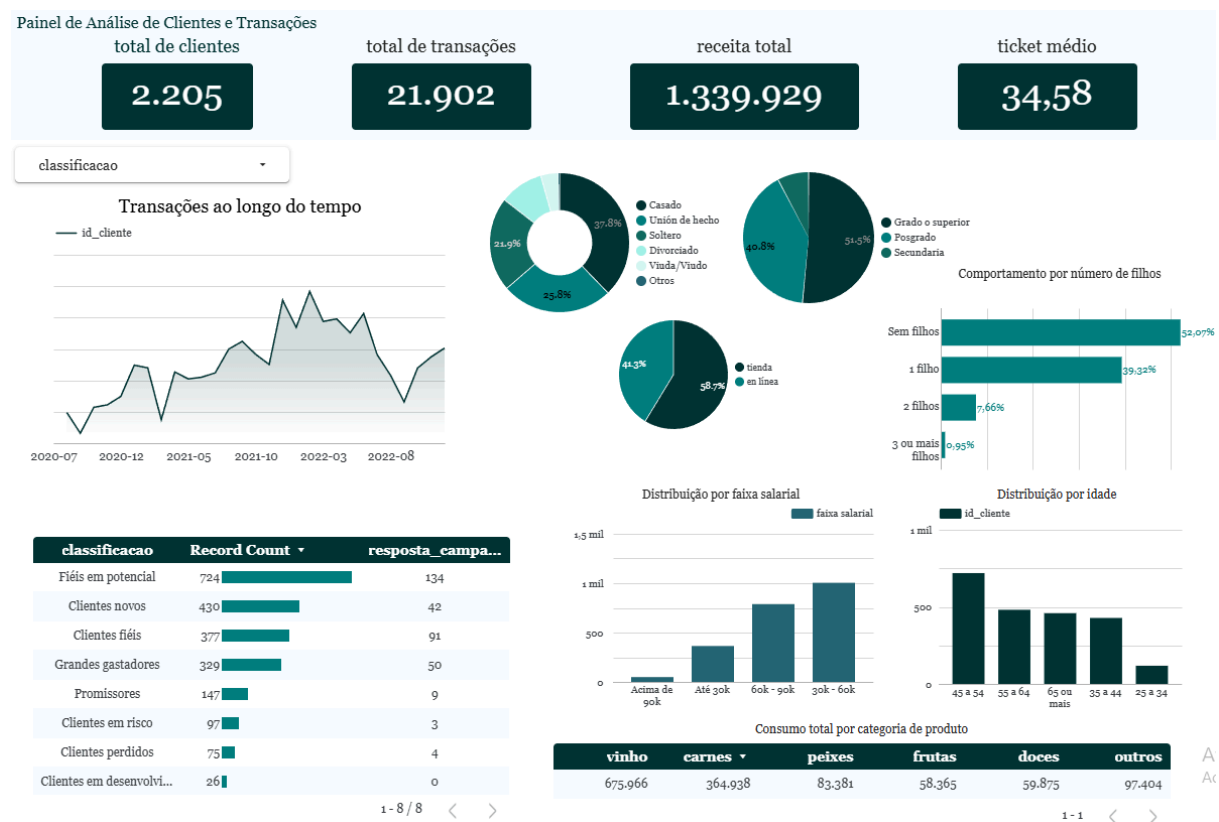 Painel de Análise de Clientes e Transações
total de clientes
total de transações
receita total
ticket médio
2.205
21.902
1.339.929
34,58
classificacao
Transações ao longo do tempo
id_cliente
2020-07 2020-12 2021-05 2021-10 2022-03 2022-08
37.8%
25.8%
21.9%
Casado
Unión de hecho
Soltero
Divorciado
Viuda/Viudo
Otros
51.5%
40.8%
Grado o superior
Posgrado
Secundaria
58.7%
41.3%
tienda
en línea
Comportamento por número de filhos
Sem filhos 52,07%
1 filho 39,32%
2 filhos 7,66%
3 ou mais
filhos 0,95%
Distribuição por faixa salarial
faixa salarial
1,5 mil
1 mil
500
0
Acima de
90k
Até 30k
60k - 90k
30k - 60k
Distribuição por idade
id_cliente
1 mil
500
0
45 a 54
55 a 64
65 ou
mais
35 a 44
25 a 34
classificacao Record Count resposta_campa...
Fiéis em potencial 724 134
Clientes novos 430 42
Clientes fiéis 377 91
Grandes gastadores 329 50
Promissores 147 9
Clientes em risco 97 3
Clientes perdidos 75 4
Clientes em desenvolvi... 26 0
1 - 8 / 8
Consumo total por categoria de produto
vinho carnes peixes frutas doces outros
675.966 364.938 83.381 58.365 59.875 97.404
1 - 1